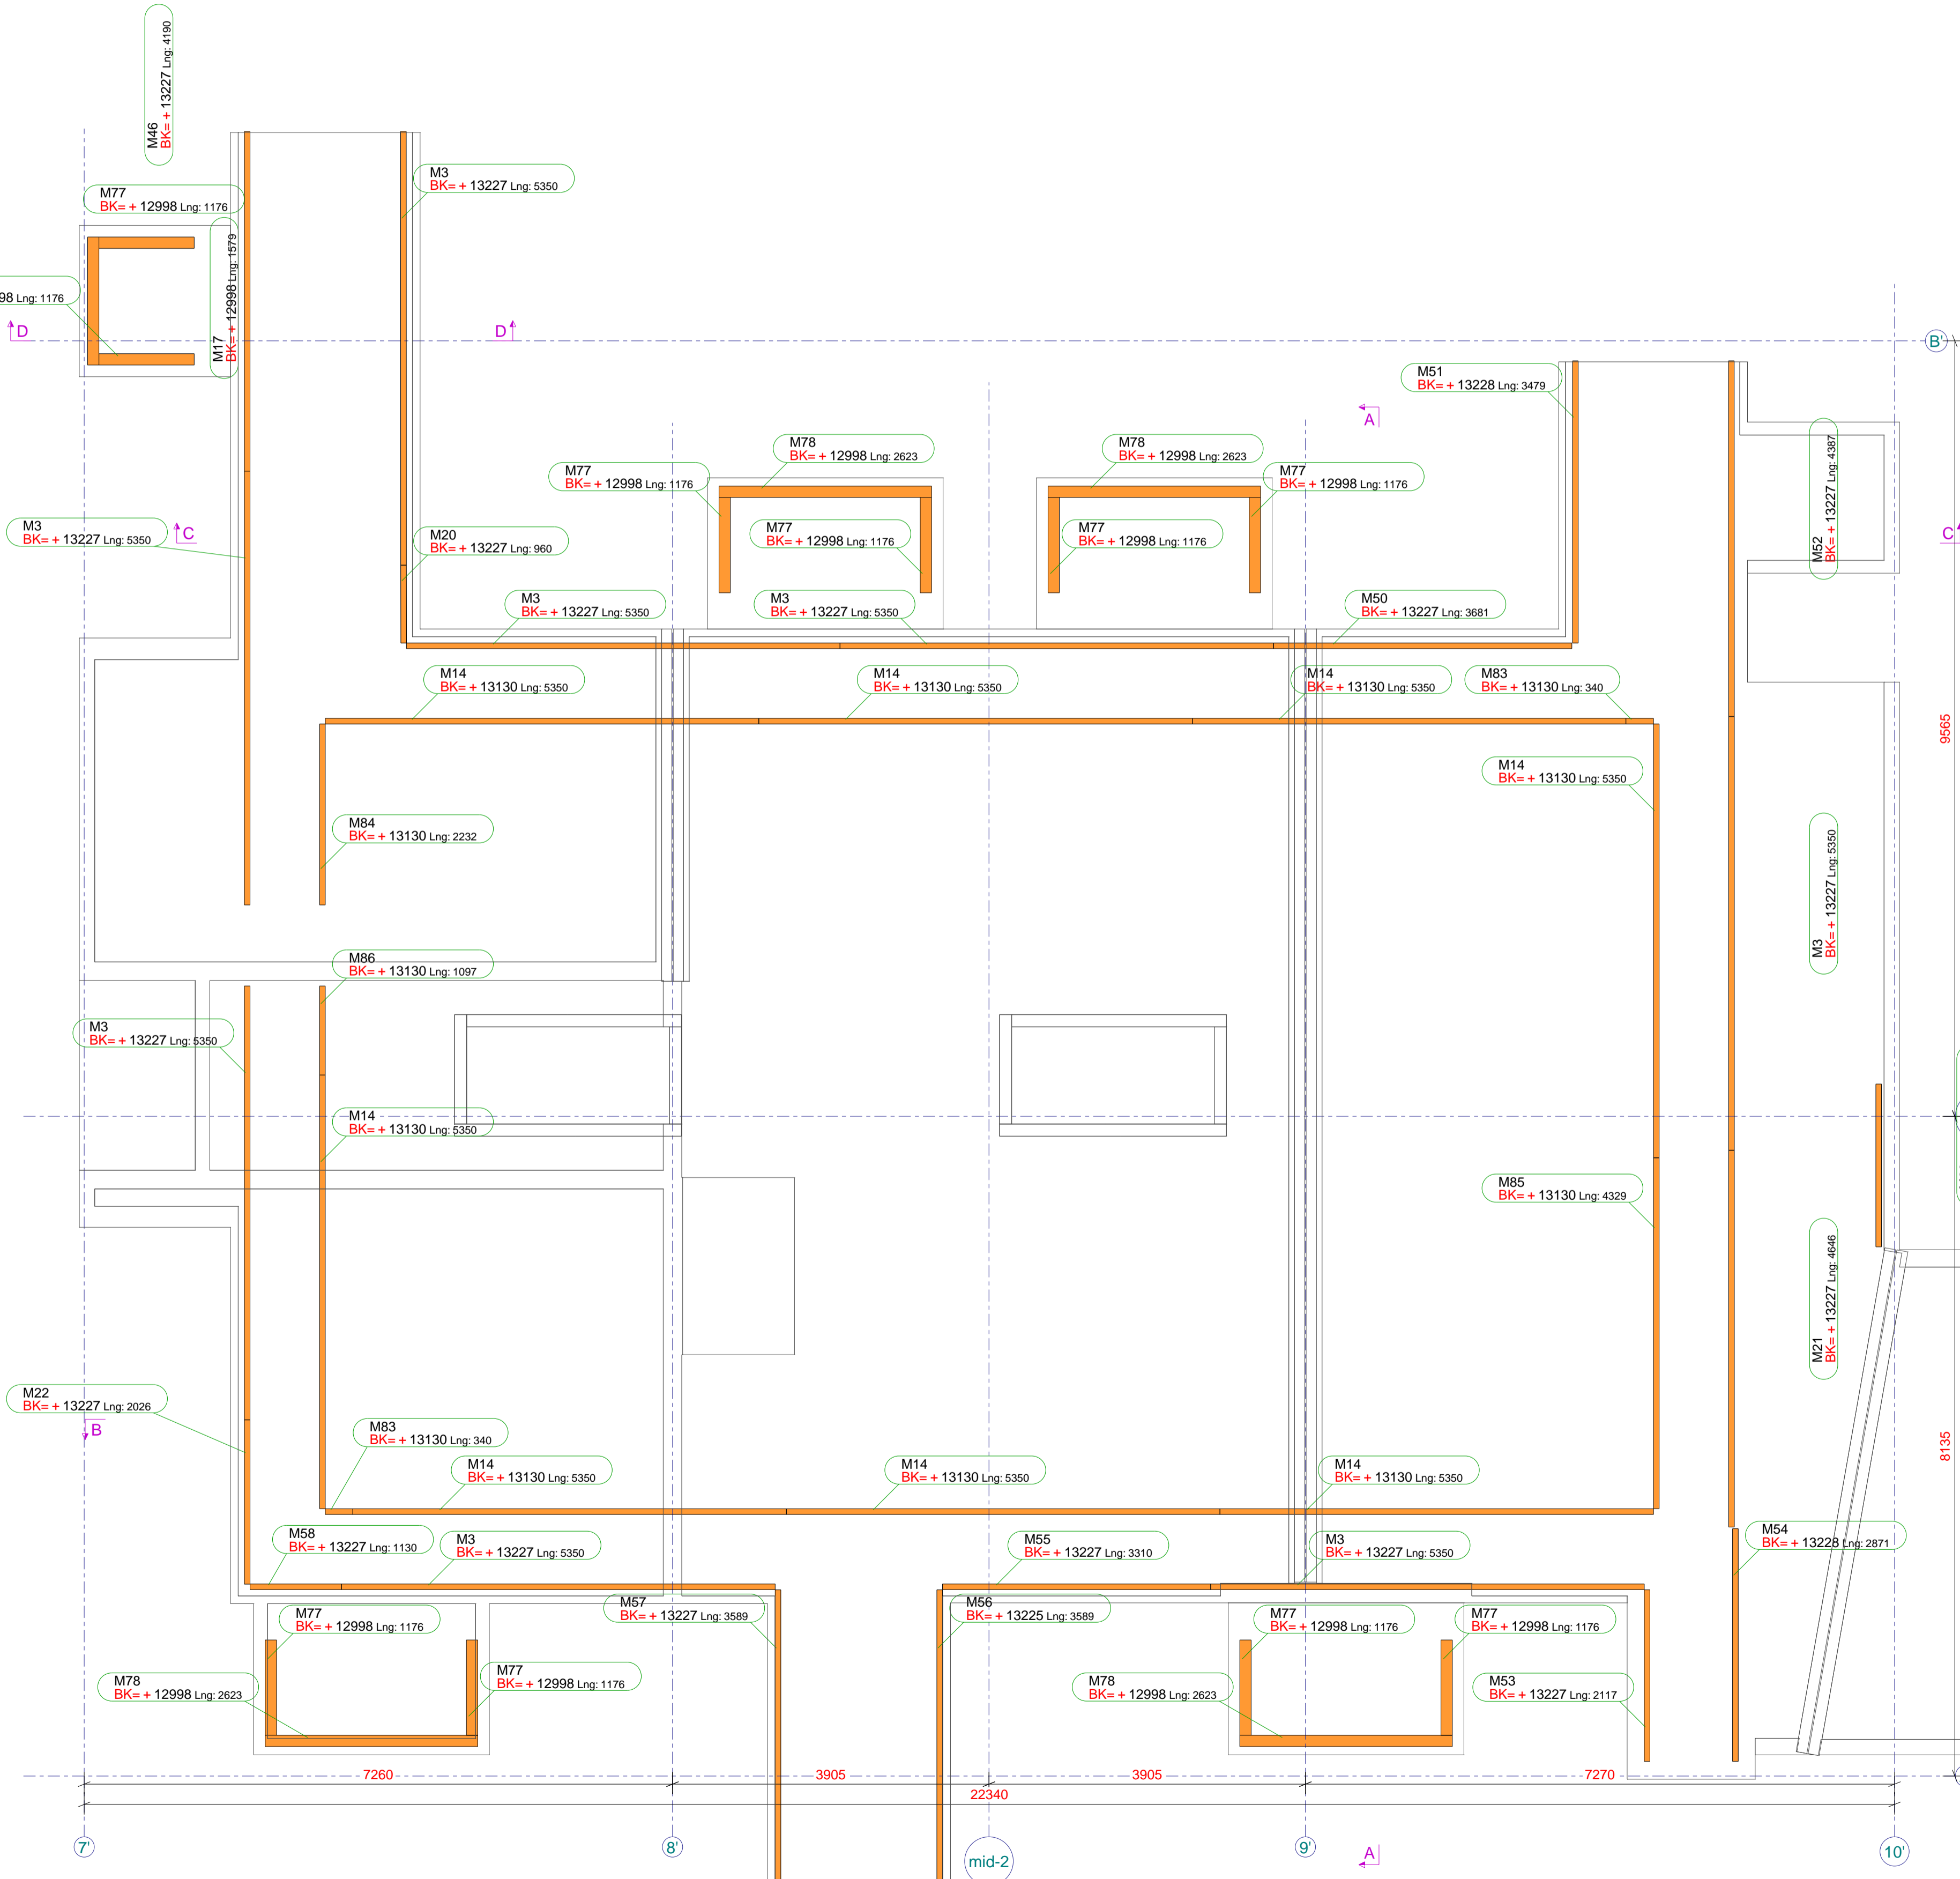 M46
BK= + 13227 Lng: 4190
M77
BK= + 12998 Lng: 1176
M17
BK= + 12998 Lng: 1579
98 Lng: 1176
M3
BK= + 13227 Lng: 5350
D
D
B'
M51
BK= + 13228 Lng: 3479
A
M78
BK= + 12998 Lng: 2623
M78
BK= + 12998 Lng: 2623
M77
BK= + 12998 Lng: 1176
M77
BK= + 12998 Lng: 1176
M52
BK= + 13227 Lng: 4387
M3
BK= + 13227 Lng: 5350
C
M20
BK= + 13227 Lng: 960
M77
BK= + 12998 Lng: 1176
M77
BK= + 12998 Lng: 1176
C
M3
BK= + 13227 Lng: 5350
M3
BK= + 13227 Lng: 5350
M50
BK= + 13227 Lng: 3681
M14
BK= + 13130 Lng: 5350
M14
BK= + 13130 Lng: 5350
M14
BK= + 13130 Lng: 5350
M83
BK= + 13130 Lng: 340
9565
M14
BK= + 13130 Lng: 5350
M84
BK= + 13130 Lng: 2232
M3
BK= + 13227 Lng: 5350
M86
BK= + 13130 Lng: 1097
M3
BK= + 13227 Lng: 5350
M14
BK= + 13130 Lng: 5350
M85
BK= + 13130 Lng: 4329
M21
BK= + 13227 Lng: 4646
M22
BK= + 13227 Lng: 2026
B
M83
BK= + 13130 Lng: 340
8135
M14
BK= + 13130 Lng: 5350
M14
BK= + 13130 Lng: 5350
M14
BK= + 13130 Lng: 5350
M58
BK= + 13227 Lng: 1130
M3
BK= + 13227 Lng: 5350
M55
BK= + 13227 Lng: 3310
M3
BK= + 13227 Lng: 5350
M54
BK= + 13228 Lng: 2871
M77
BK= + 12998 Lng: 1176
M57
BK= + 13227 Lng: 3589
M56
BK= + 13225 Lng: 3589
M77
BK= + 12998 Lng: 1176
M77
BK= + 12998 Lng: 1176
M78
BK= + 12998 Lng: 2623
M77
BK= + 12998 Lng: 1176
M78
BK= + 12998 Lng: 2623
M53
BK= + 13227 Lng: 2117
7260
3905
3905
7270
22340
7'
8'
mid-2
9'
A
10'